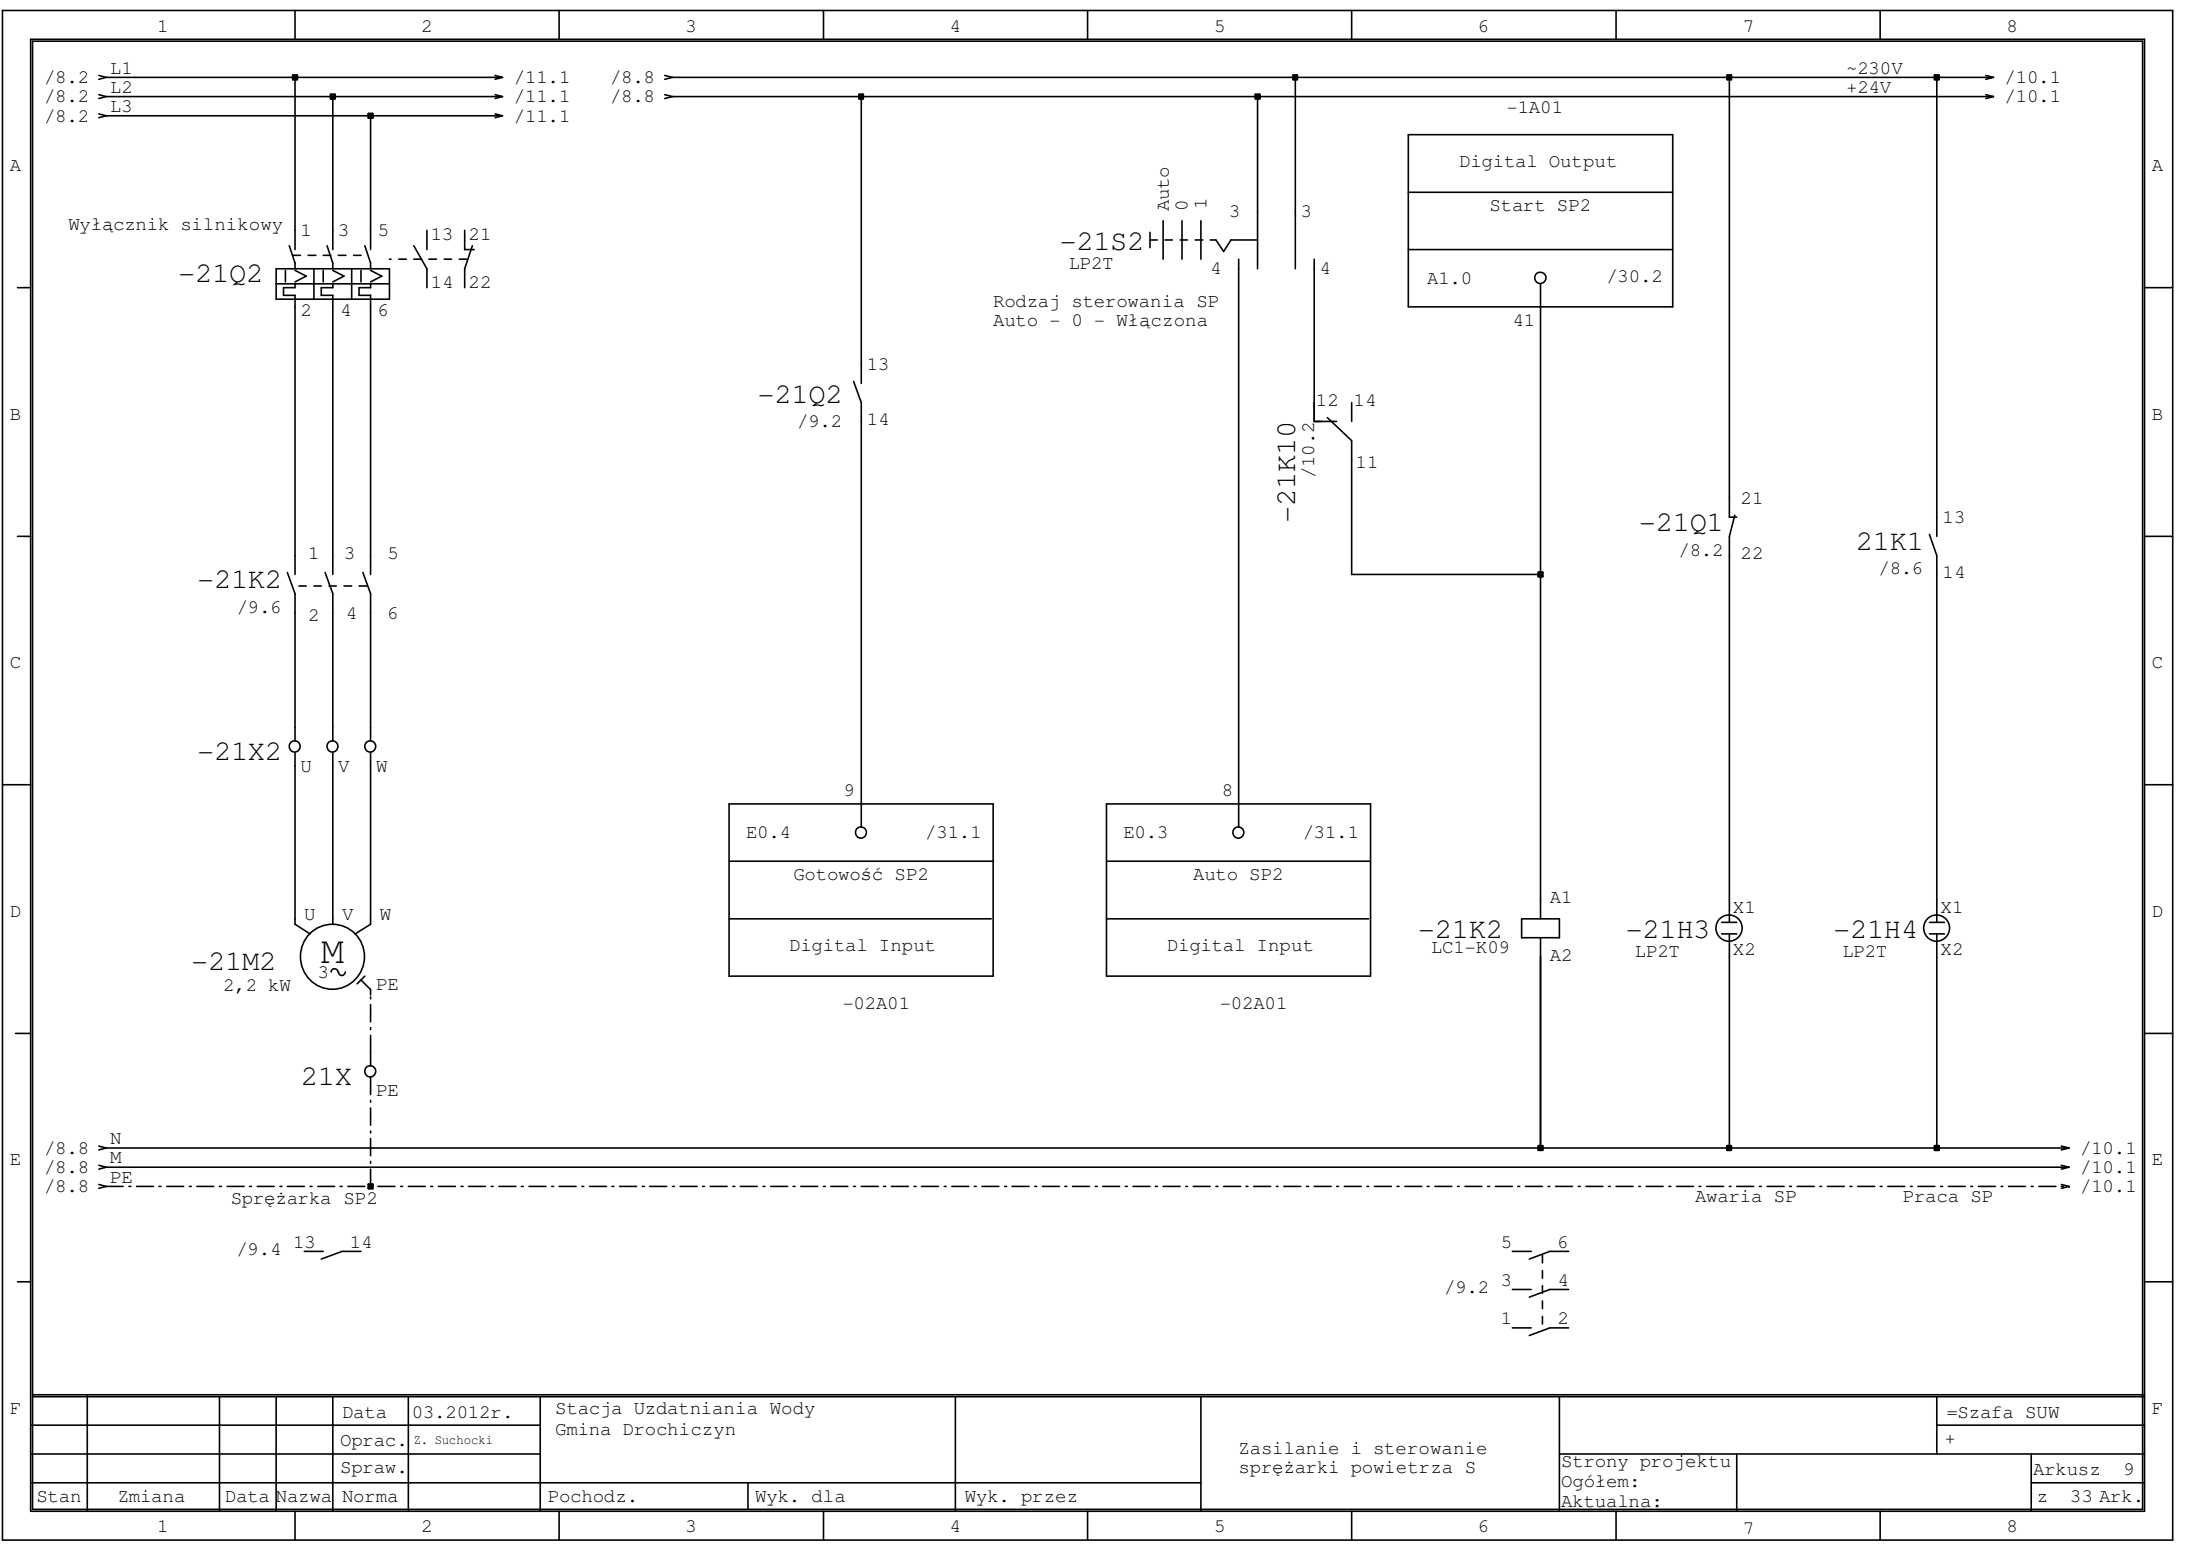 1 2 3 4 5 6 7 8
/8.2 L1 /11.1 /8.8 ~230V /10.1
/8.2 L2 /11.1 /8.8 +24V /10.1
/8.2 L3 /11.1
-1A01
A A
Digital Output
Start SP2
A1.0 /30.2
41
Auto
0
1
3 3
-21S2
LP2T
4 4
Rodzaj sterowania SP
Auto - 0 - Włączona
Wyłącznik silnikowy
1 3 5 13 21
-21Q2
14 22
2 4 6
13
-21Q2
/9.2 14
B B
12 14
-21K10
/10.2
11
21
-21Q1
/8.2 22
13
21K1
/8.6 14
1 3 5
-21K2
/9.6
2 4 6
C C
-21X2
U V W
9
E0.4 /31.1
Gotowość SP2
Digital Input
-02A01
8
E0.3 /31.1
Auto SP2
Digital Input
-02A01
D D
U V W
M
3~
-21M2
2,2 kW
PE
A1
-21K2
LC1-K09
A2
X1
-21H3
LP2T X2
X1
-21H4
LP2T X2
21X
PE
/8.8 N /10.1
/8.8 M /10.1
/8.8 PE /10.1
E E
Sprężarka SP2 Awaria SP Praca SP
/9.4 13 14
5 6
/9.2 3 4
1 2
F F
Data 03.2012r.
Oprac. Z. Suchocki
Spraw.
Stan Zmiana Data Nazwa Norma
Stacja Uzdatniania Wody
Gmina Drochiczyn
Pochodz. Wyk. dla Wyk. przez
Zasilanie i sterowanie
sprężarki powietrza S
Strony projektu
Ogółem:
Aktualna:
=Szafa SUW
+
Arkusz 9
z 33 Ark.
1 2 3 4 5 6 7 8